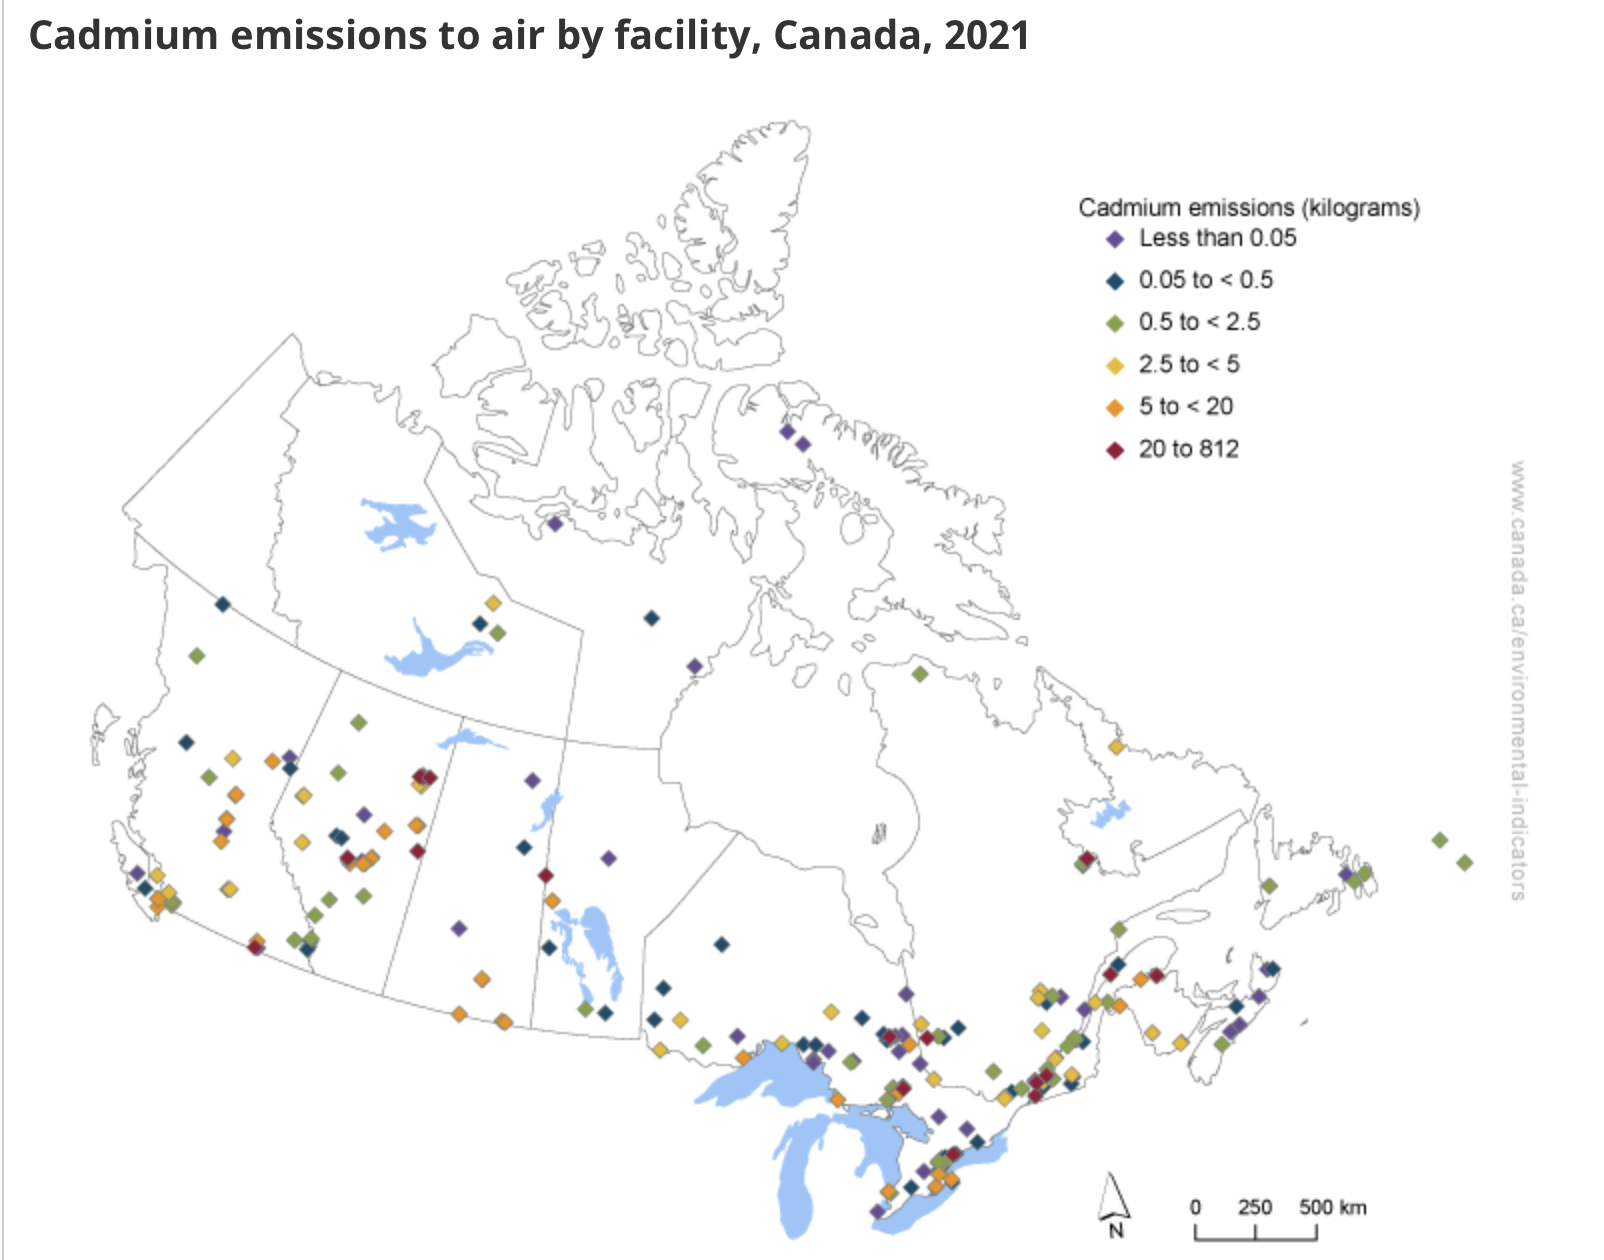 Cadmium emissions to air by facility, Canada, 2021
Cadmium emissions (kilograms)
Less than 0.05
0.05 to < 0.5
0.5 to < 2.5
2.5 to < 5
5 to < 20
20 to 812
www.canada.ca/environmental-indicators
N
0 250 500 km